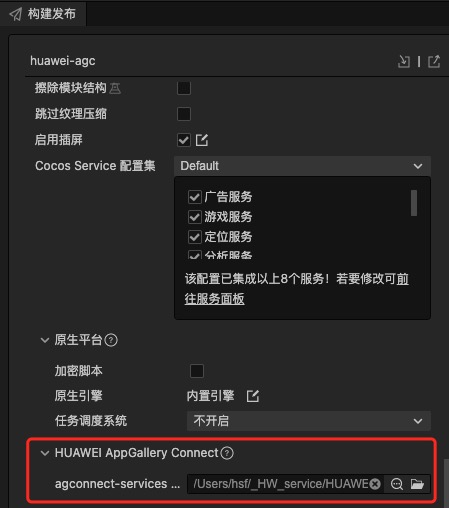 构建发布
huawei-agc
擦除模块结构
跳过纹理压缩
启用插屏
Cocos Service 配置集 Default
广告服务
游戏服务
定位服务
分析服务
该配置已集成以上8个服务！若要修改可前
往服务面板
原生平台
加密脚本
原生引擎 内置引擎
任务调度系统 不开启
HUAWEI AppGallery Connect
agconnect-services ... /Users/hsf/_HW_service/HUAWE